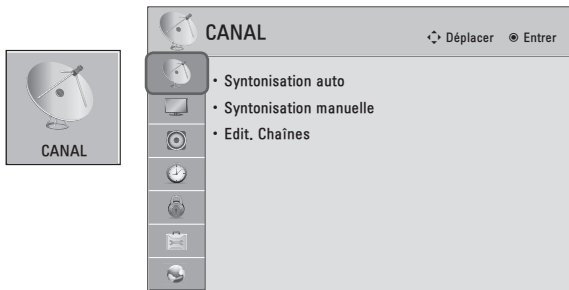 CANAL
CANAL
Déplacer
Entrer
• Syntonisation auto
• Syntonisation manuelle
• Edit. Chaînes